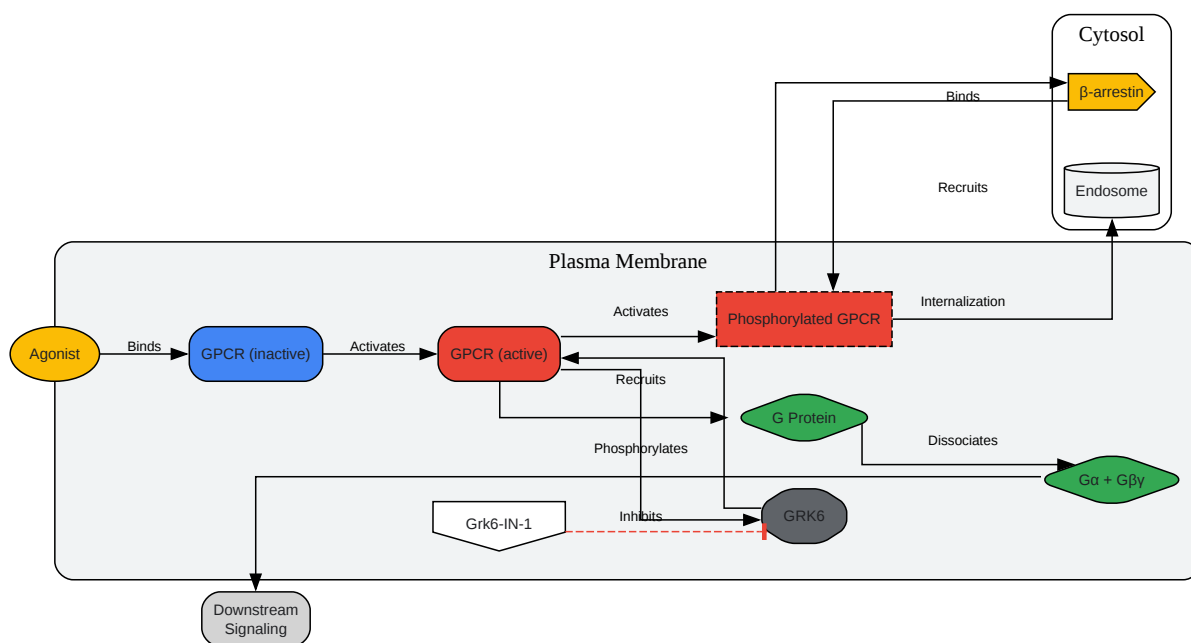 Cytosol
β-arrestin
Binds
Recruits
Endosome
Plasma Membrane
Agonist
Binds
GPCR (inactive)
Activates
GPCR (active)
Activates
Phosphorylated GPCR
Internalization
Recruits
G Protein
Dissociates
Phosphorylates
Gα + Gβγ
Grk6-IN-1
Inhibits
GRK6
Downstream
Signaling